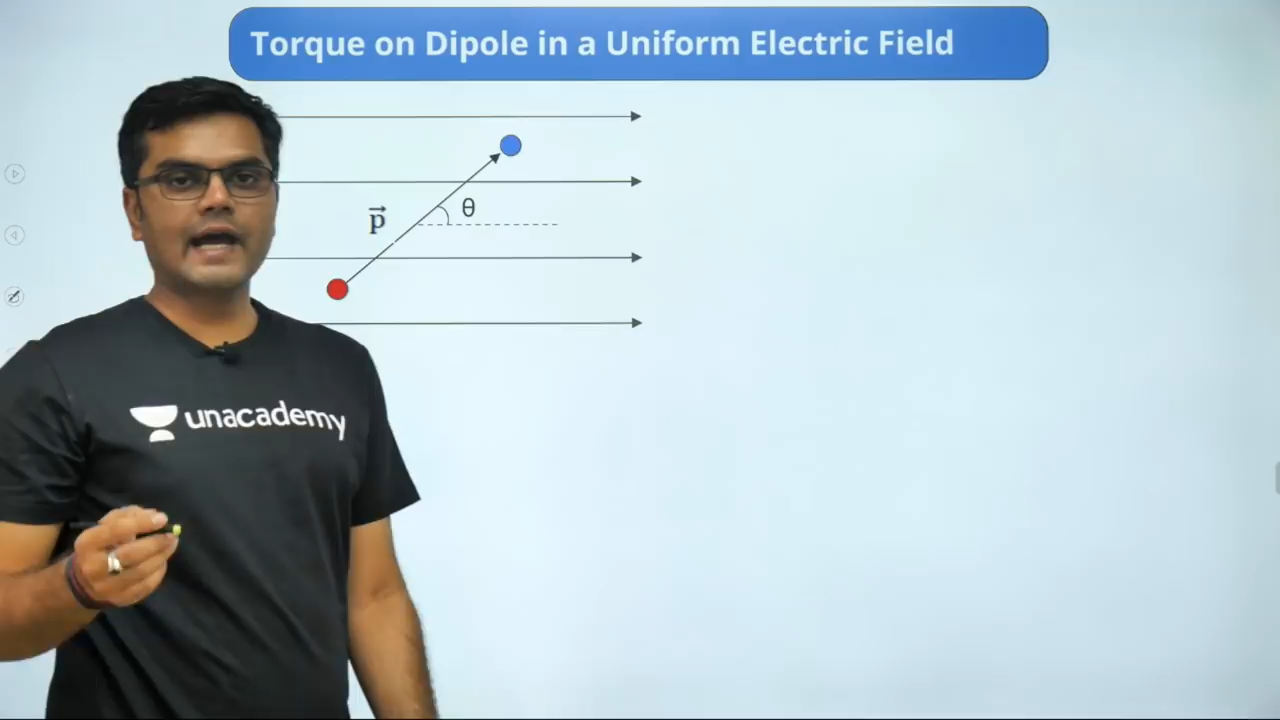 Torque on Dipole in a Uniform Electric Field
θ
p⃗
unacademy